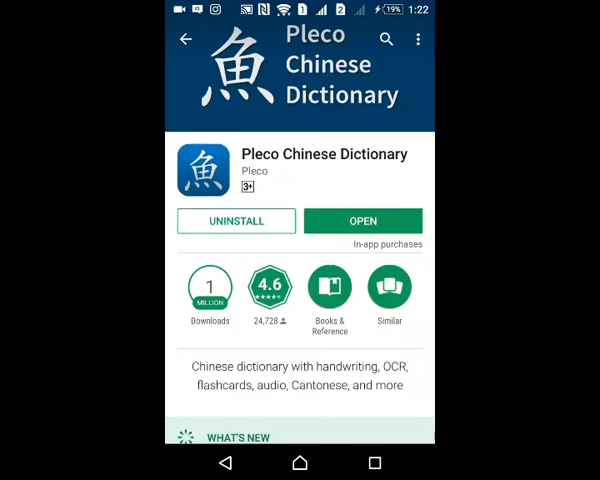 1
2
19%
1:22
魚
Pleco
Chinese
Dictionary
魚
Pleco Chinese Dictionary
Pleco
3+
UNINSTALL
OPEN
In-app purchases
1
MILLION
4.6
Downloads
24,728
Books &
Reference
Similar
Chinese dictionary with handwriting, OCR,
flashcards, audio, Cantonese, and more
WHAT'S NEW